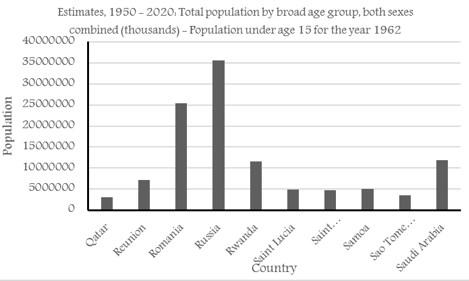 Estimates, 1950 - 2020: Total population by broad age group, both sexes
combined (thousands) - Population under age 15 for the year 1962
40000000
35000000
30000000
25000000
20000000
15000000
10000000
5000000
0
Population
Qatar
Reunion
Romania
Russia
Rwanda
Saint Lucia
Saint...
Samoa
Sao Tome...
Saudi Arabia
Country